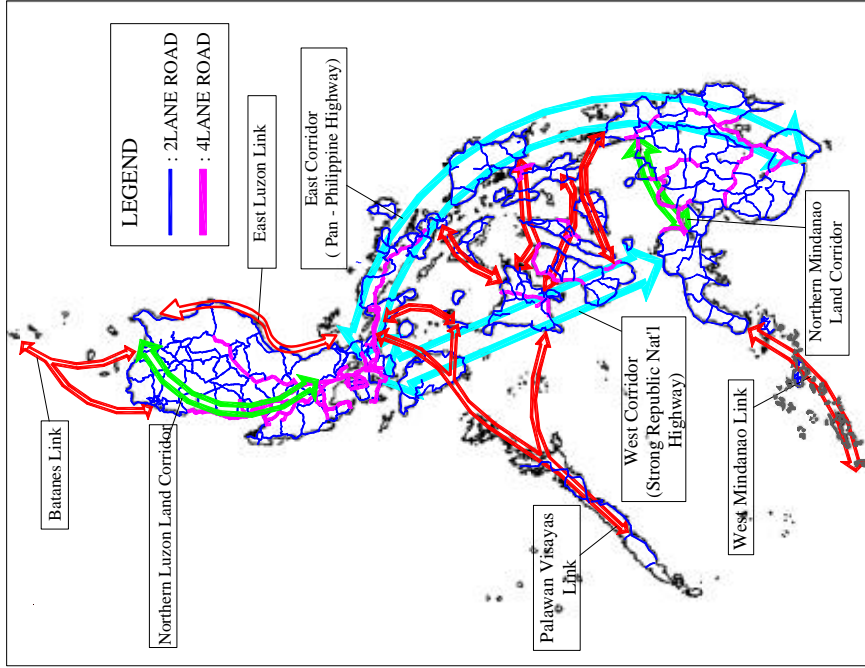 LEGEND
: 2LANE ROAD
: 4LANE ROAD
East Luzon Link
East Corridor
( Pan - Philippine Highway)
Batanes Link
Northern Luzon Land Corridor
West Corridor
(Strong Republic Nat'l
Highway)
Palawan Visayas
Link
West Mindanao Link
Northern Mindanao
Land Corridor